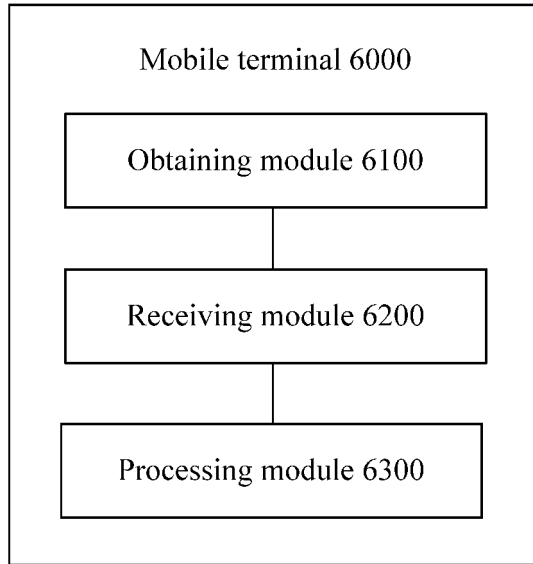 Mobile terminal 6000
Obtaining module 6100
Receiving module 6200
Processing module 6300